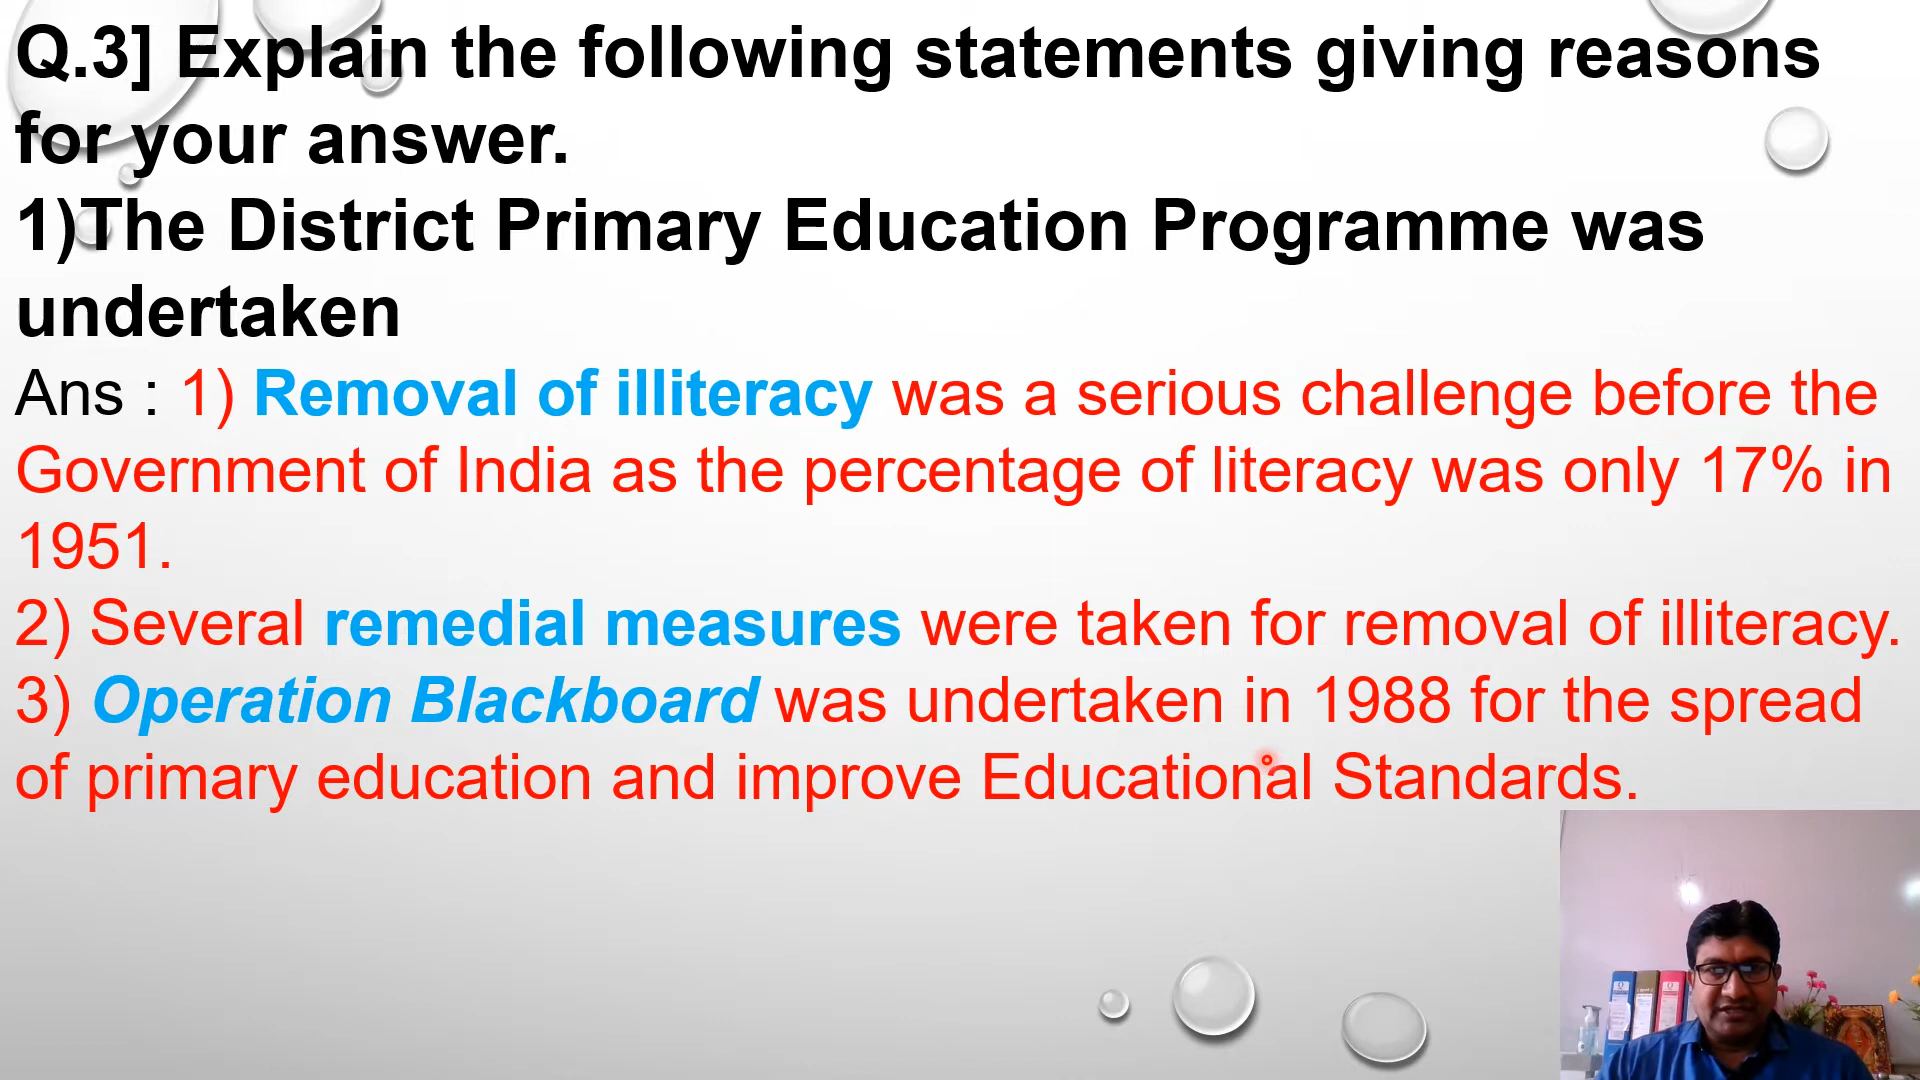 Q.3] Explain the following statements giving reasons
for your answer.
1)The District Primary Education Programme was
undertaken
Ans : 1) Removal of illiteracy was a serious challenge before the
Government of India as the percentage of literacy was only 17% in
1951.
2) Several remedial measures were taken for removal of illiteracy.
3) Operation Blackboard was undertaken in 1988 for the spread
of primary education and improve Educational Standards.